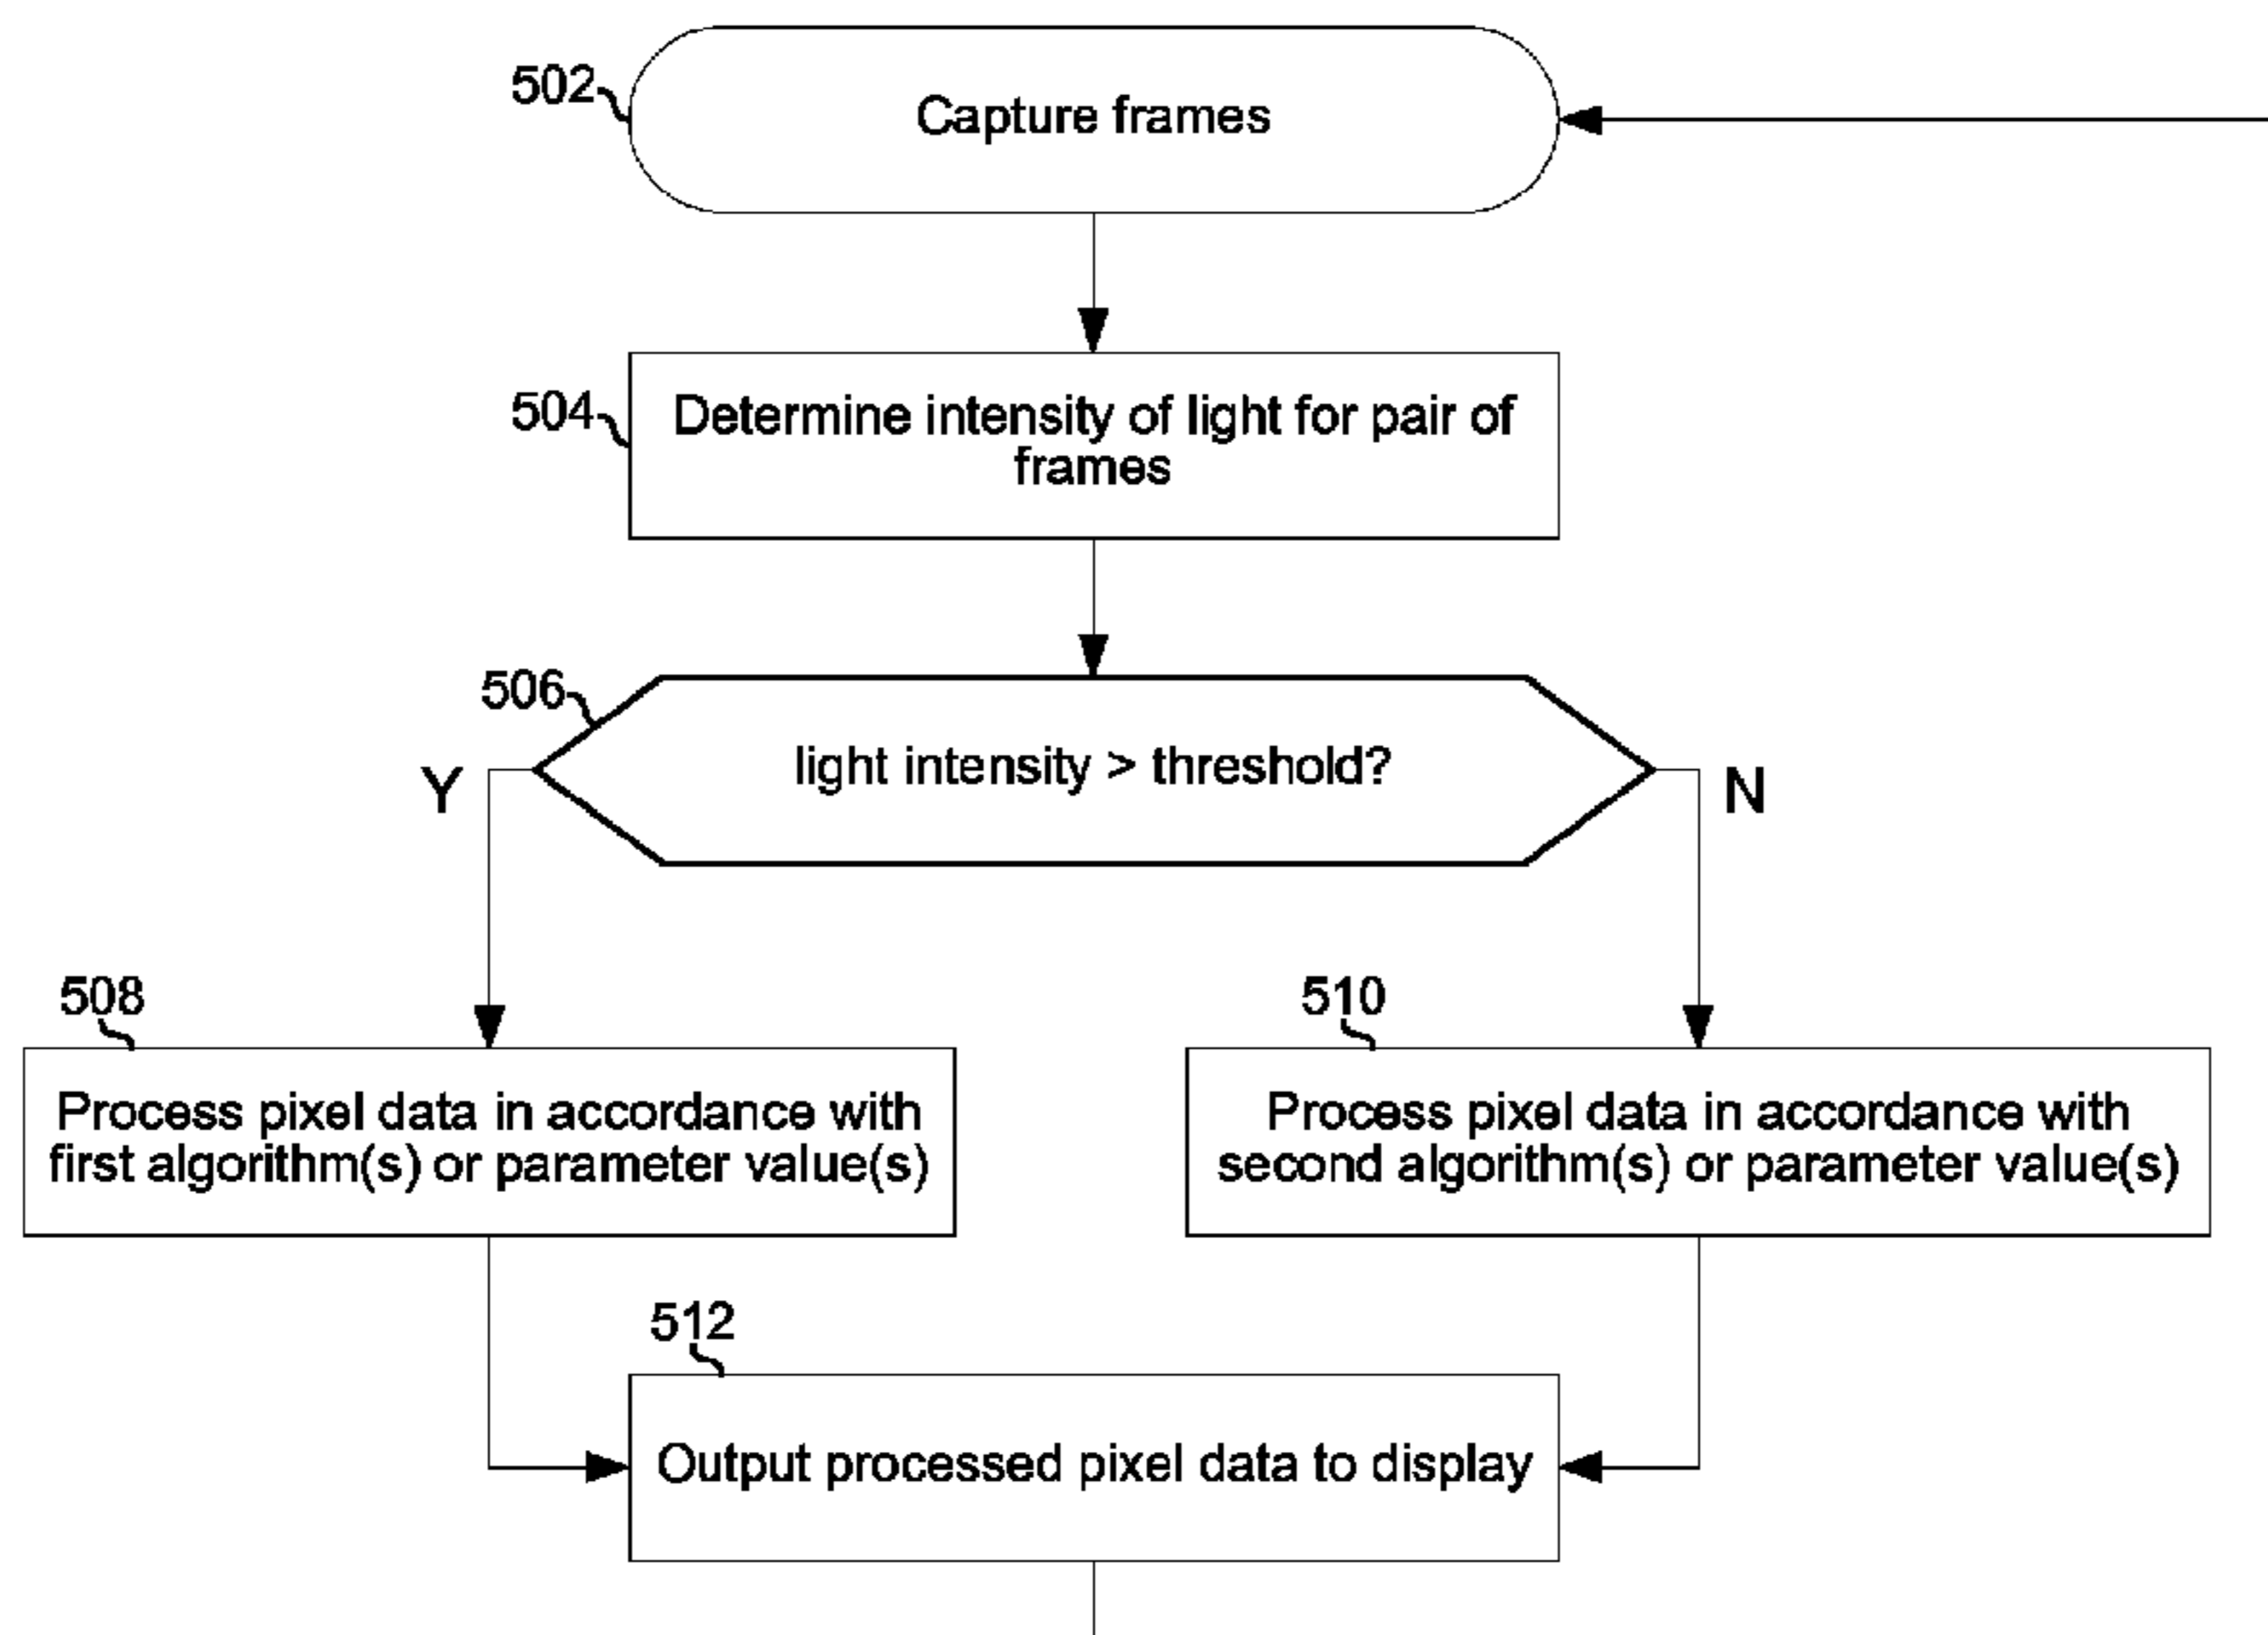 502
Capture frames
504
Determine intensity of light for pair of
frames
506
light intensity > threshold?
Y
N
508
510
Process pixel data in accordance with
first algorithm(s) or parameter value(s)
Process pixel data in accordance with
second algorithm(s) or parameter value(s)
512
Output processed pixel data to display